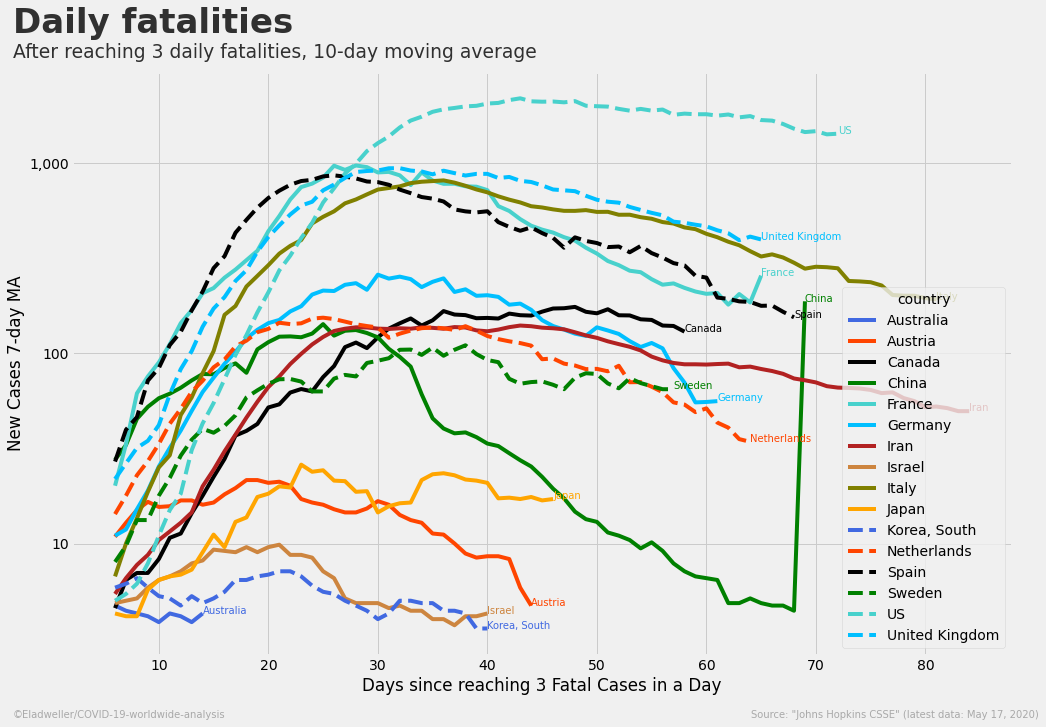 Daily fatalities
After reaching 3 daily fatalities, 10-day moving average
New Cases 7-day MA
1,000
100
10
US
United Kingdom
France
China
Italy
Spain
Canada
Sweden
Germany
Iran
Netherlands
Japan
Austria
Australia
Israel
Korea, South
country
Australia
Austria
Canada
China
France
Germany
Iran
Israel
Italy
Japan
Korea, South
Netherlands
Spain
Sweden
US
United Kingdom
10 20 30 40 50 60 70 80
Days since reaching 3 Fatal Cases in a Day
©Eladweller/COVID-19-worldwide-analysis
Source: "Johns Hopkins CSSE" (latest data: May 17, 2020)